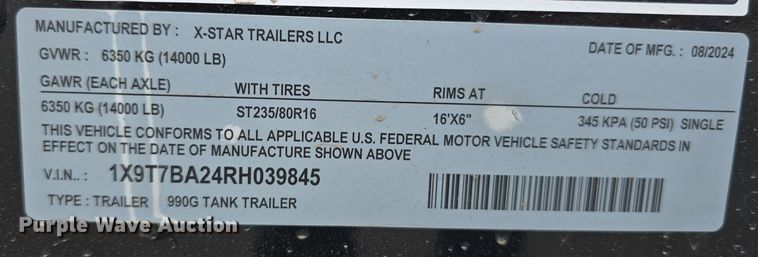 MANUFACTURED BY: X-STAR TRAILERS LLC
GVWR: 6350 KG (14000 LB) DATE OF MFG.: 08/2024
GAWR (EACH AXLE) WITH TIRES RIMS AT COLD
6350 KG (14000 LB) ST235/80R16 16'X6" 345 KPA (50 PSI) SINGLE
THIS VEHICLE CONFORMS TO ALL APPLICABLE U.S. FEDERAL MOTOR VEHICLE SAFETY STANDARDS IN
EFFECT ON THE DATE OF MANUFACTURE SHOWN ABOVE
V.I.N..: 1X9T7BA24RH039845
TYPE: TRAILER 990G TANK TRAILER
Purple Wave Auction